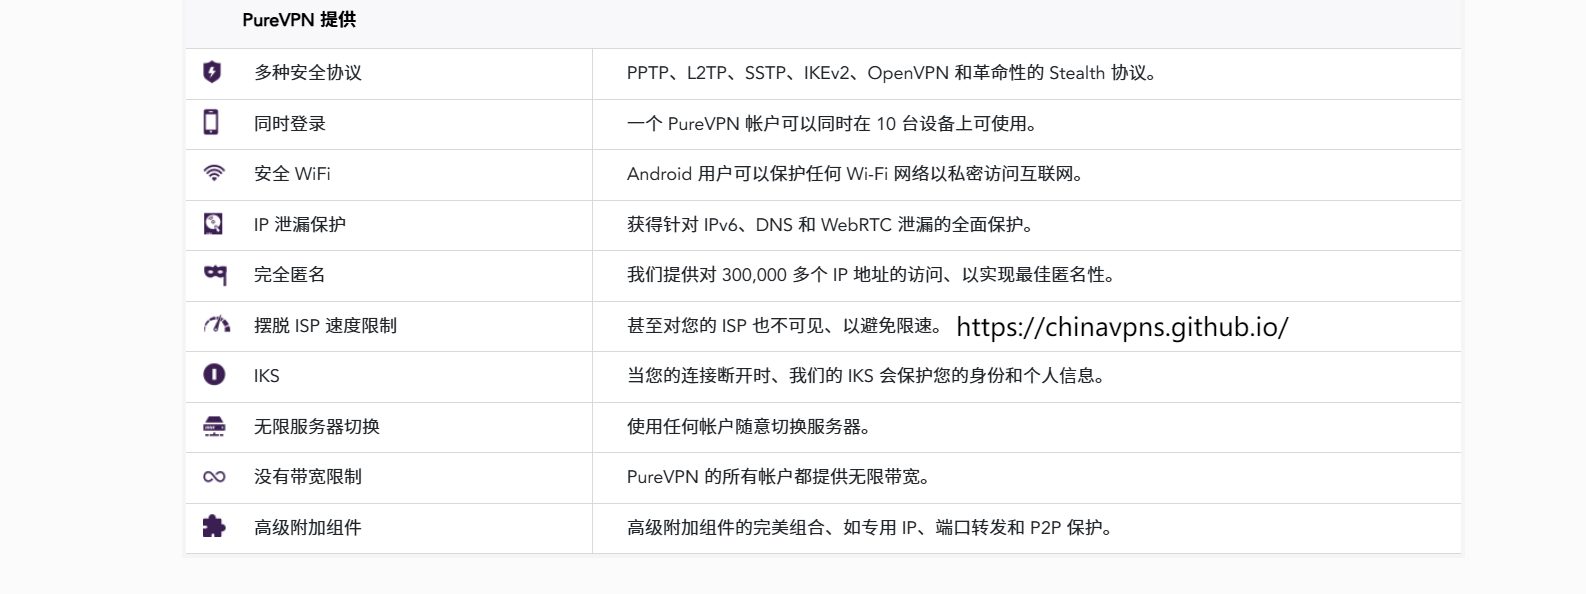 PureVPN 提供
多种安全协议 PPTP、L2TP、SSTP、IKEv2、OpenVPN 和革命性的 Stealth 协议。
同时登录 一个 PureVPN 帐户可以同时在 10 台设备上可使用。
安全 WiFi Android 用户可以保护任何 Wi-Fi 网络以私密访问互联网。
IP 泄漏保护 获得针对 IPv6、DNS 和 WebRTC 泄漏的全面保护。
完全匿名 我们提供对 300,000 多个 IP 地址的访问、以实现最佳匿名性。
摆脱 ISP 速度限制 甚至对您的 ISP 也不可见、以避免限速。 https://chinavpns.github.io/
IKS 当您的连接断开时、我们的 IKS 会保护您的身份和个人信息。
无限服务器切换 使用任何帐户随意切换服务器。
没有带宽限制 PureVPN 的所有帐户都提供无限带宽。
高级附加组件 高级附加组件的完美组合、如专用 IP、端口转发和 P2P 保护。